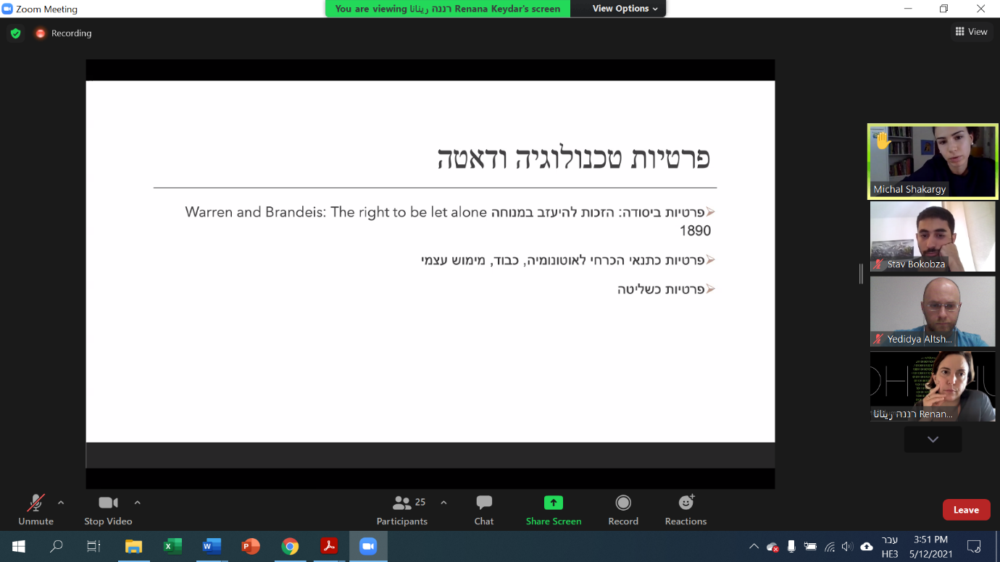 Zoom Meeting
You are viewing רננה רינאנا Renana Keydar's screen
View Options
Recording
View
פרטיות טכנולוגיה ודאטה
פרטיות ביסודה: הזכות להיעזב במנוחה Warren and Brandeis: The right to be let alone
1890
פרטיות כתנאי הכרחי לאוטונומיה, כבוד, מימוש עצמי
פרטיות כשליטה
Michal Shakargy
Stav Bokobza
Yedidya Altsh...
רננה Renan...
Unmute
Stop Video
25
Participants
Chat
Share Screen
Record
Reactions
Leave
עבר
HE3
3:51 PM
5/12/2021